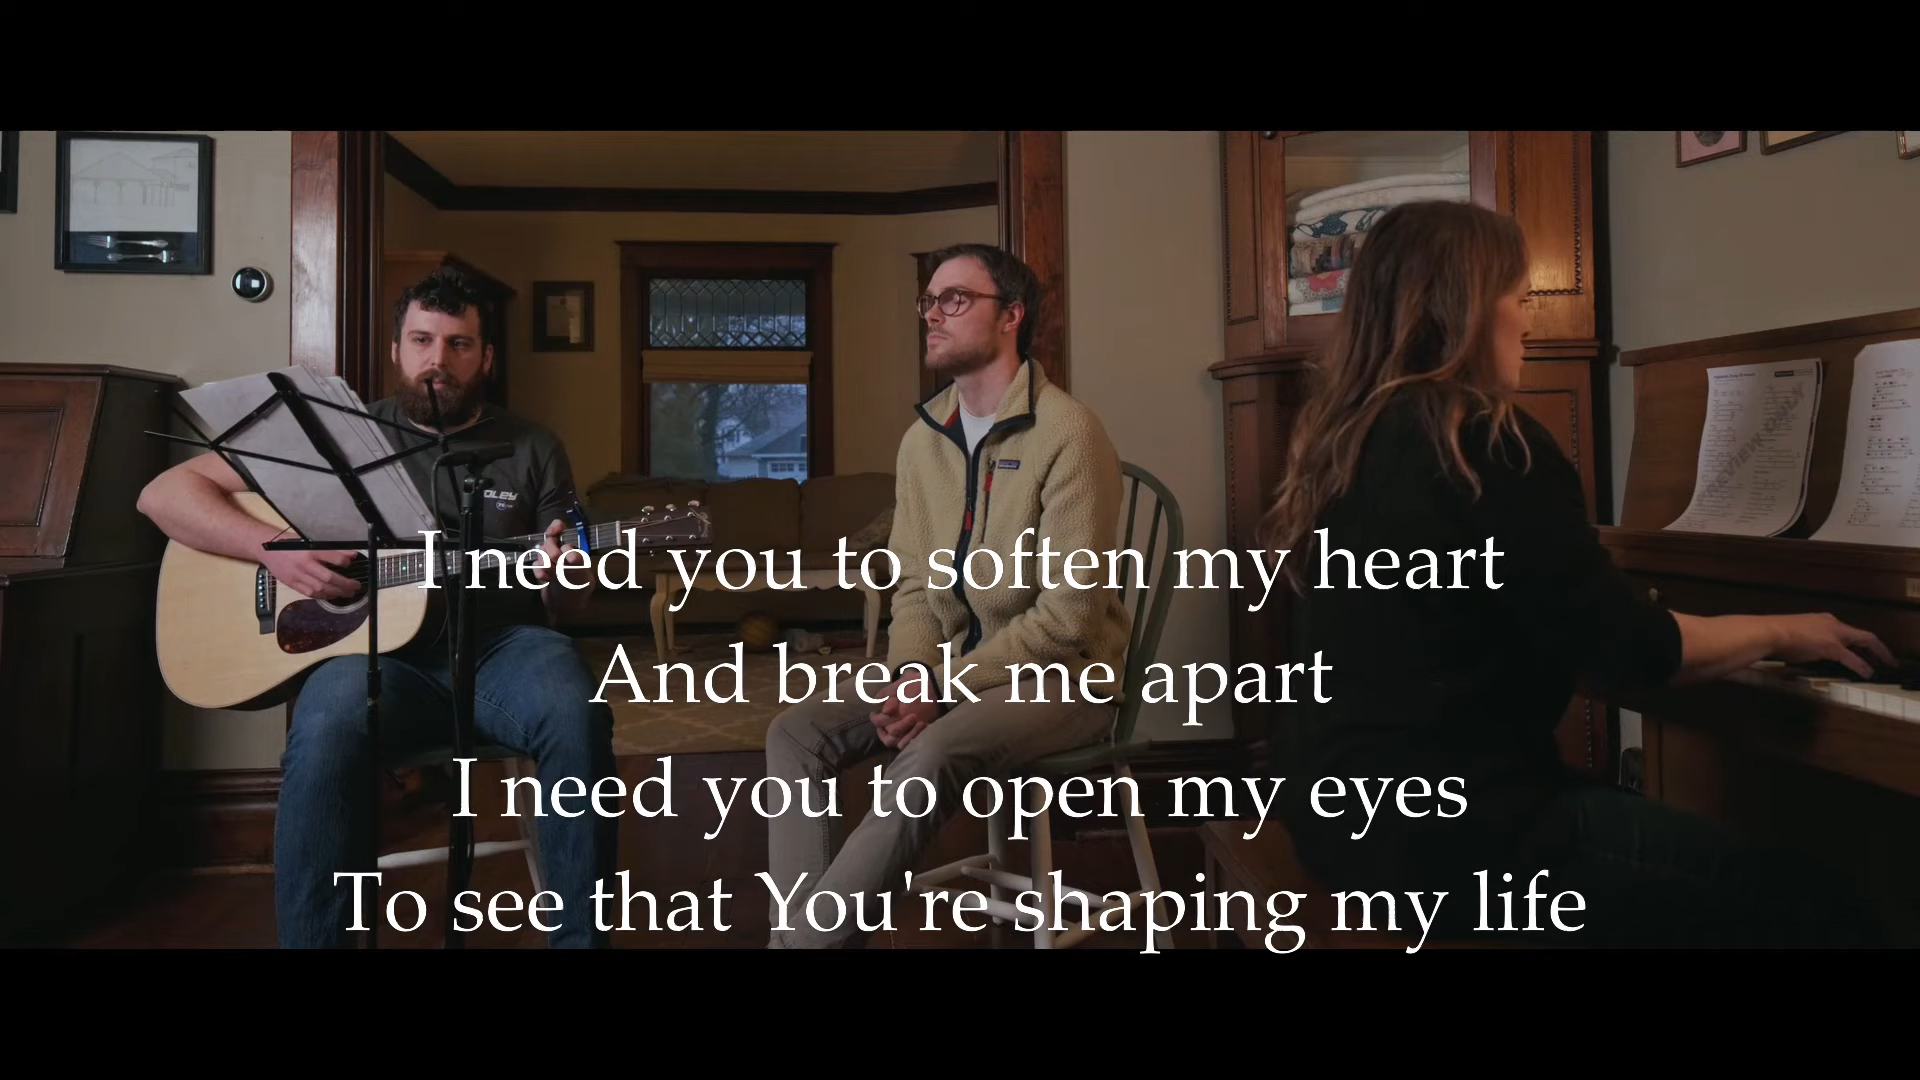 I need you to soften my heart
And break me apart
I need you to open my eyes
To see that You're shaping my life